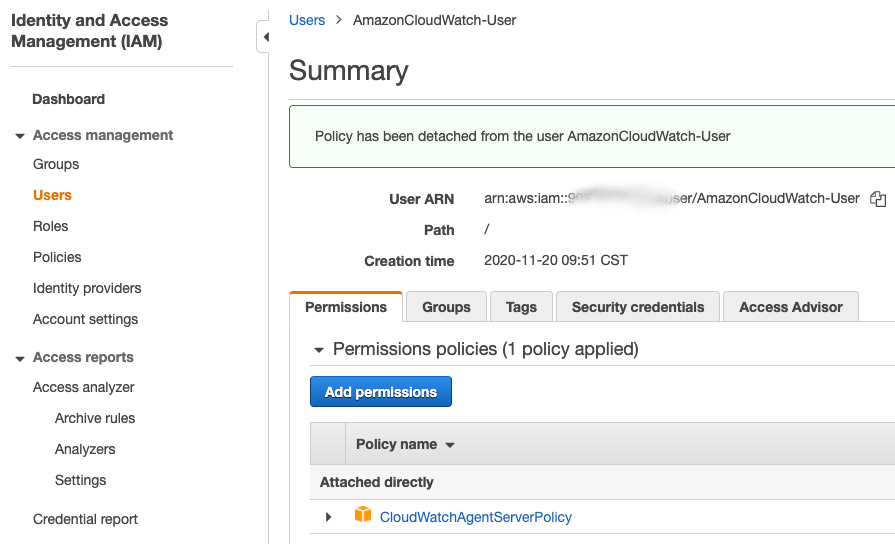 Identity and Access
Management (IAM)
Dashboard
Access management
Groups
Users
Roles
Policies
Identity providers
Account settings
Access reports
Access analyzer
Archive rules
Analyzers
Settings
Credential report
Users > AmazonCloudWatch-User
Summary
Policy has been detached from the user AmazonCloudWatch-User
User ARN arn:aws:iam::9 ser/AmazonCloudWatch-User
Path /
Creation time 2020-11-20 09:51 CST
Permissions Groups Tags Security credentials Access Advisor
Permissions policies (1 policy applied)
Add permissions
Policy name
Attached directly
CloudWatchAgentServerPolicy